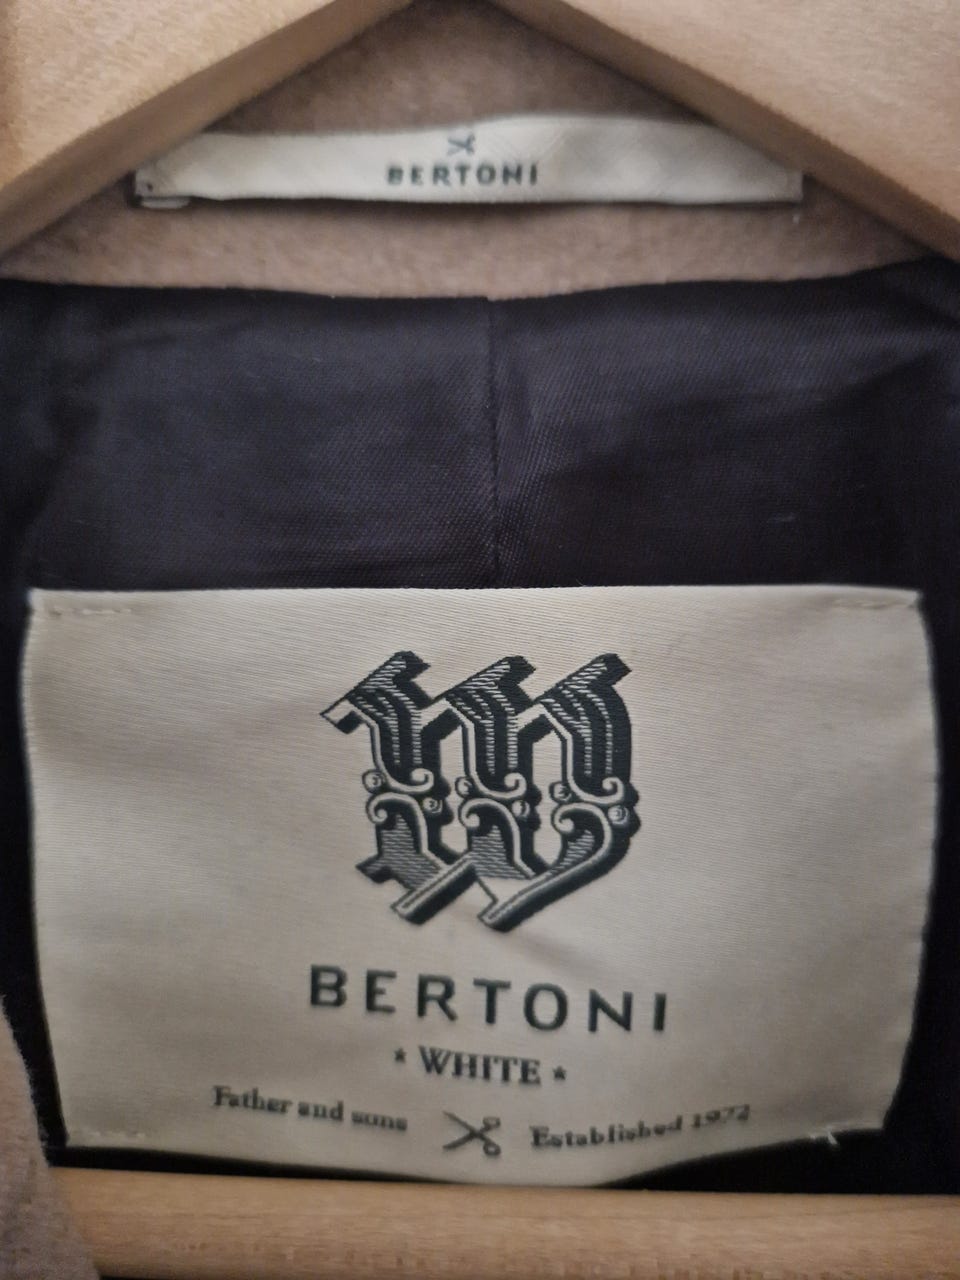 BERTONI
W
BERTONI
* WHITE *
Father and sons Established 1972